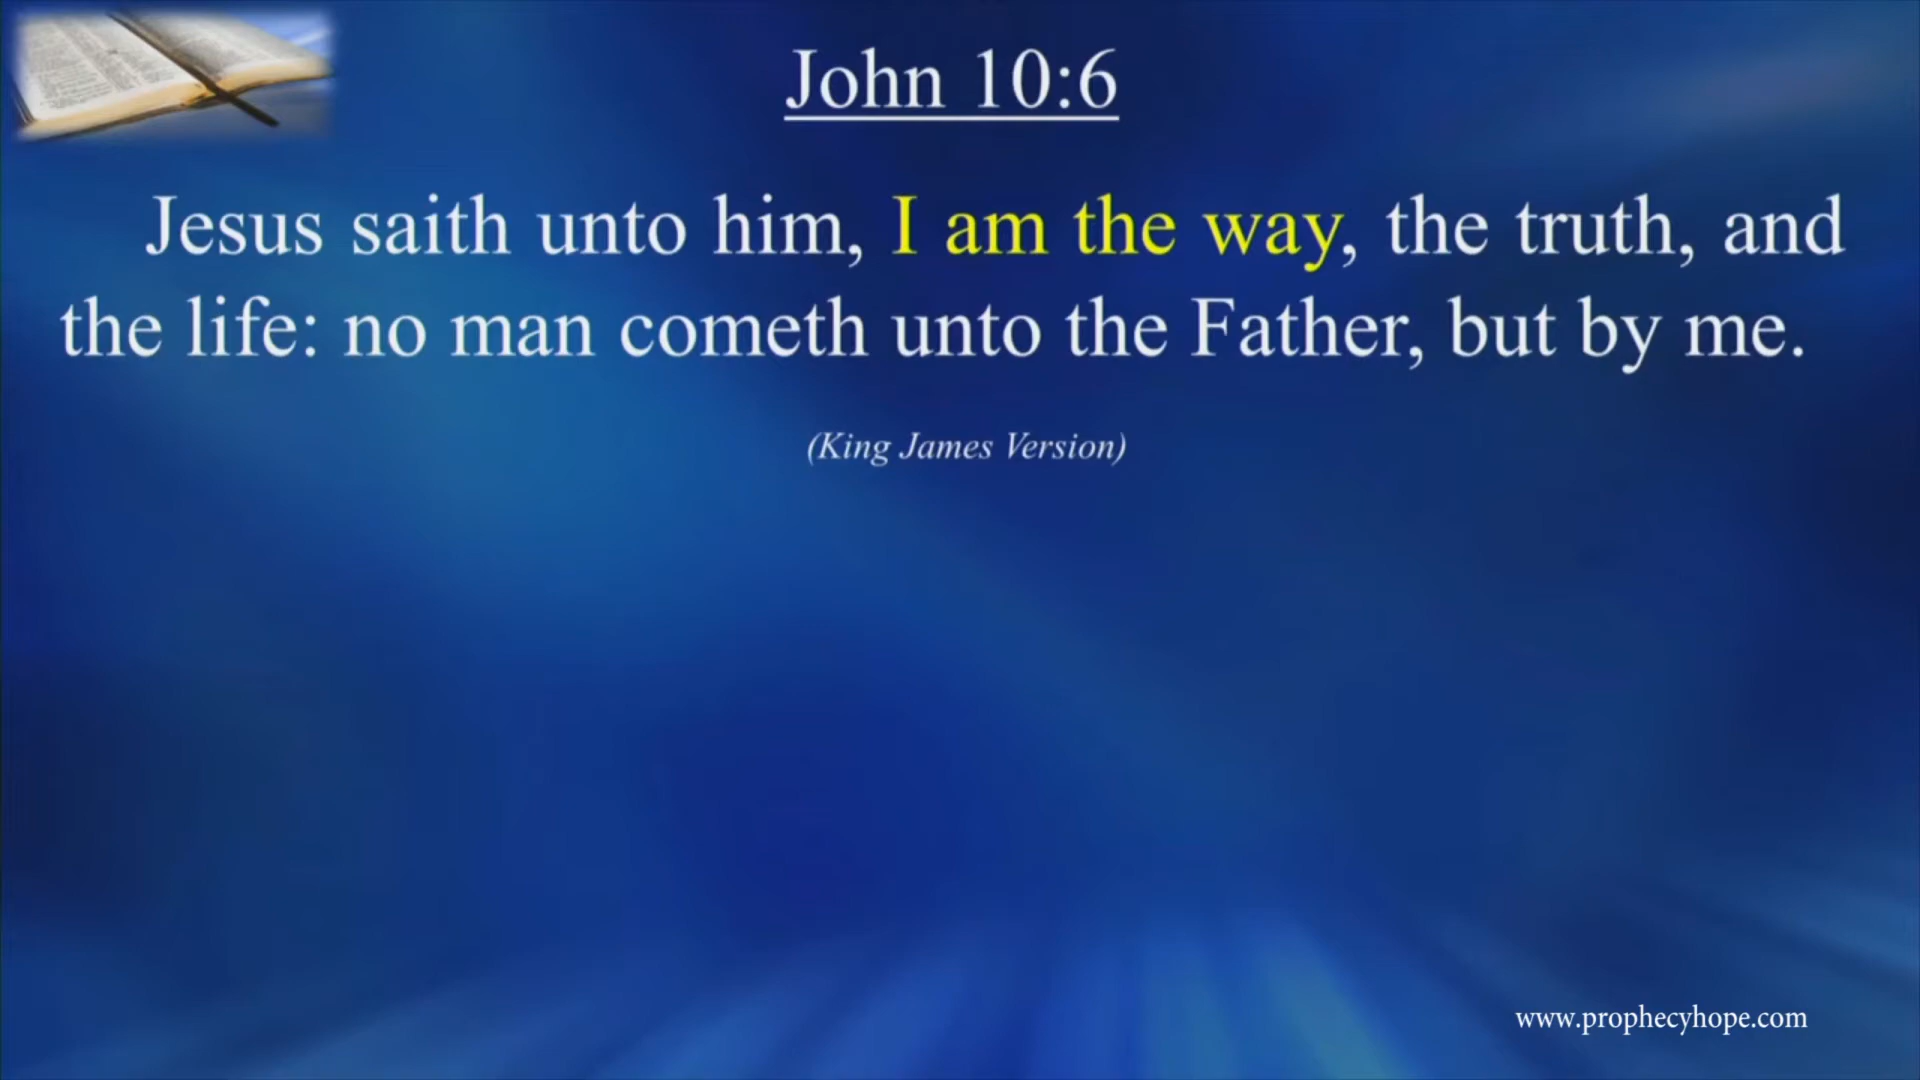 John 10:6
Jesus saith unto him, I am the way, the truth, and
the life: no man cometh unto the Father, but by me.
(King James Version)
www.prophecyhope.com